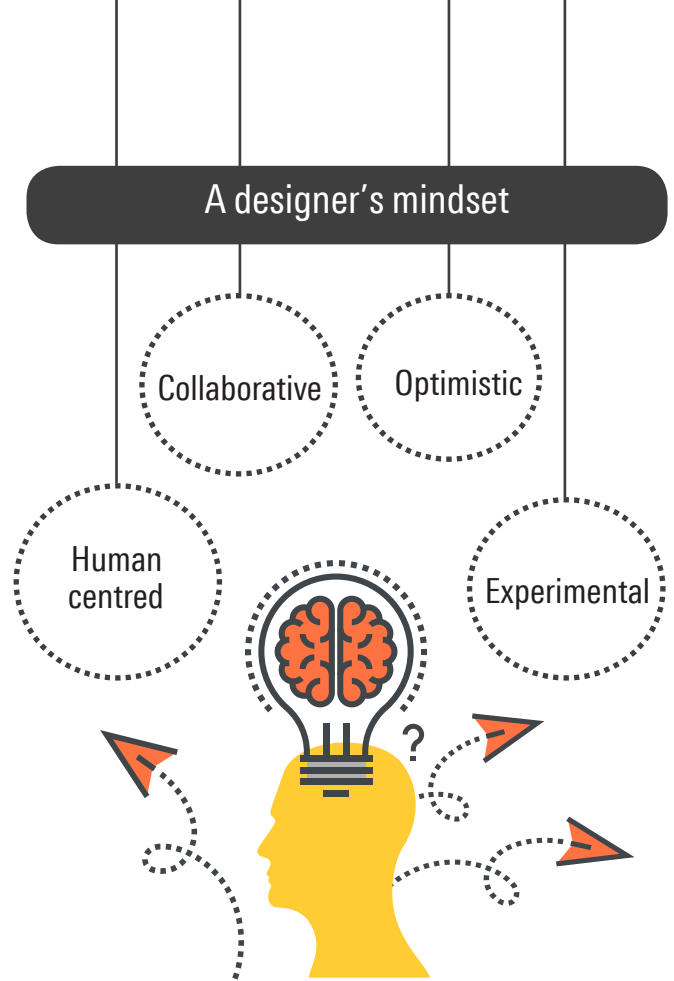 A designer's mindset
Collaborative
Optimistic
Human
centred
Experimental
?